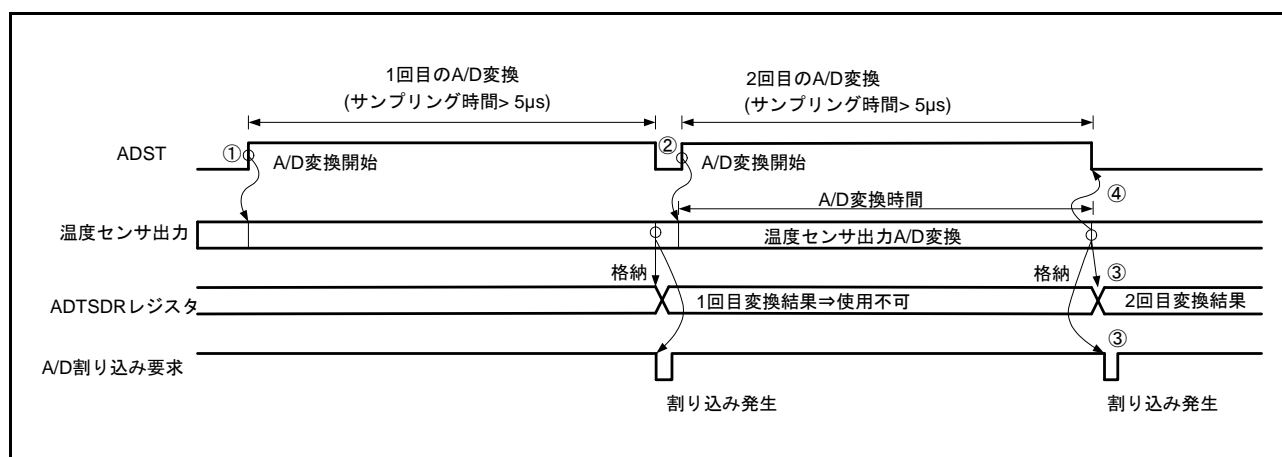 1回目のA/D変換
(サンプリング時間> 5µs)
2回目のA/D変換
(サンプリング時間> 5µs)
ADST
①
A/D変換開始
②
A/D変換開始
④
A/D変換時間
温度センサ出力
温度センサ出力A/D変換
格納
格納
③
ADTSDRレジスタ
1回目変換結果⇒使用不可
2回目変換結果
A/D割り込み要求
③
割り込み発生
割り込み発生